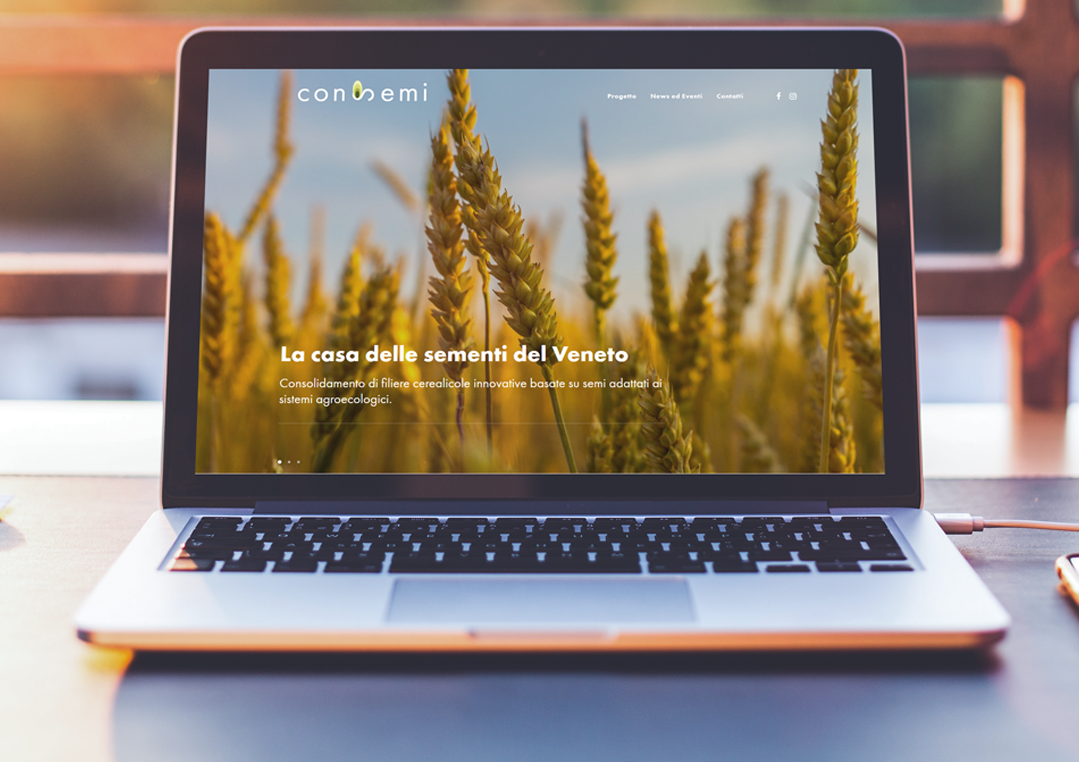 consemi
Progetto News ed Eventi Contatti
La casa delle sementi del Veneto
Consolidamento di filiere cerealicole innovative basate su semi adattati ai
sistemi agroecologici.